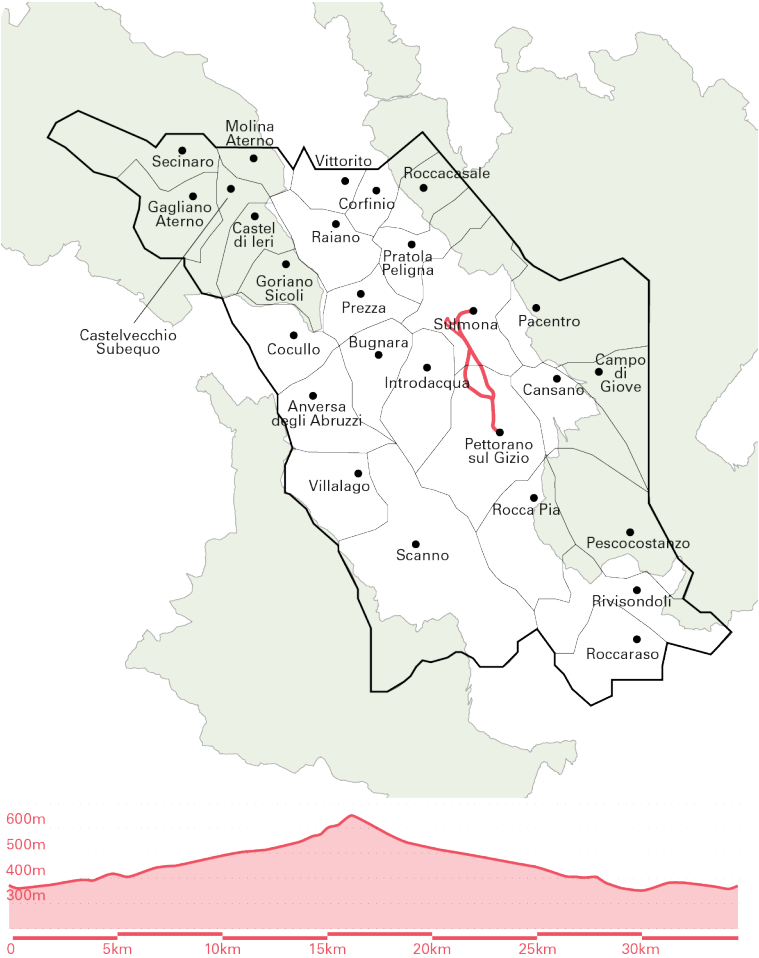 Molina
Aterno
Secinaro
Vittorito
Roccacasale
Gagliano
Aterno
Corfinio
Castel
di Ieri
Raiano
Pratola
Peligna
Goriano
Sicoli
Prezza
Sulmona
Pacentro
Castelvecchio
Subequo
Cocullo
Bugnara
Introdacqua
Campo
di
Giove
Cansano
Anversa
degli Abruzzi
Pettorano
sul Gizio
Villalago
Rocca Pia
Scanno
Pescocostanzo
Rivisondoli
Roccaraso
600m
500m
400m
300m
0 5km 10km 15km 20km 25km 30km